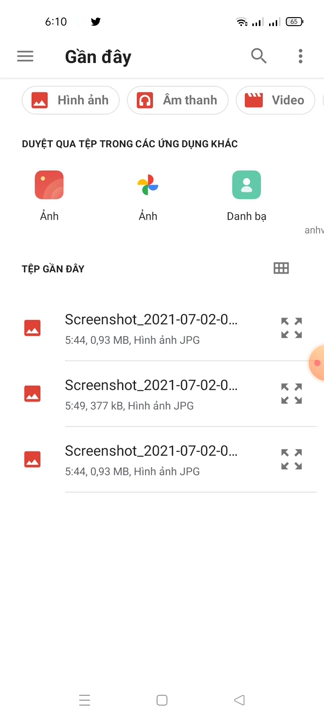 6:10
65
Gần đây
Hình ảnh
Âm thanh
Video
DUYỆT QUA TỆP TRONG CÁC ỨNG DỤNG KHÁC
Ảnh
Ảnh
Danh bạ
anhv
TỆP GẦN ĐÂY
Screenshot_2021-07-02-0...
5:44, 0,93 MB, Hình ảnh JPG
Screenshot_2021-07-02-0...
5:49, 377 kB, Hình ảnh JPG
Screenshot_2021-07-02-0...
5:44, 0,93 MB, Hình ảnh JPG